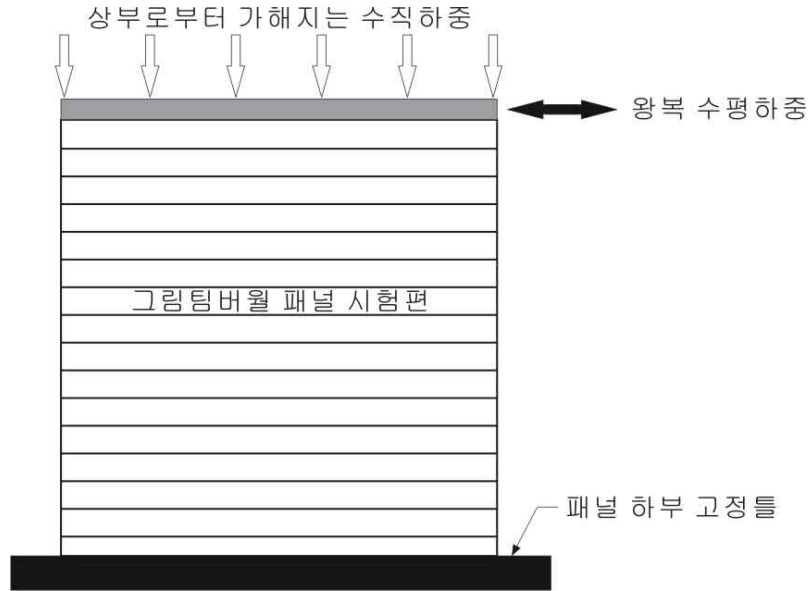 상부로부터 가해지는 수직하중
왕복 수평하중
그림팀버월 패널 시험편
패널 하부 고정틀